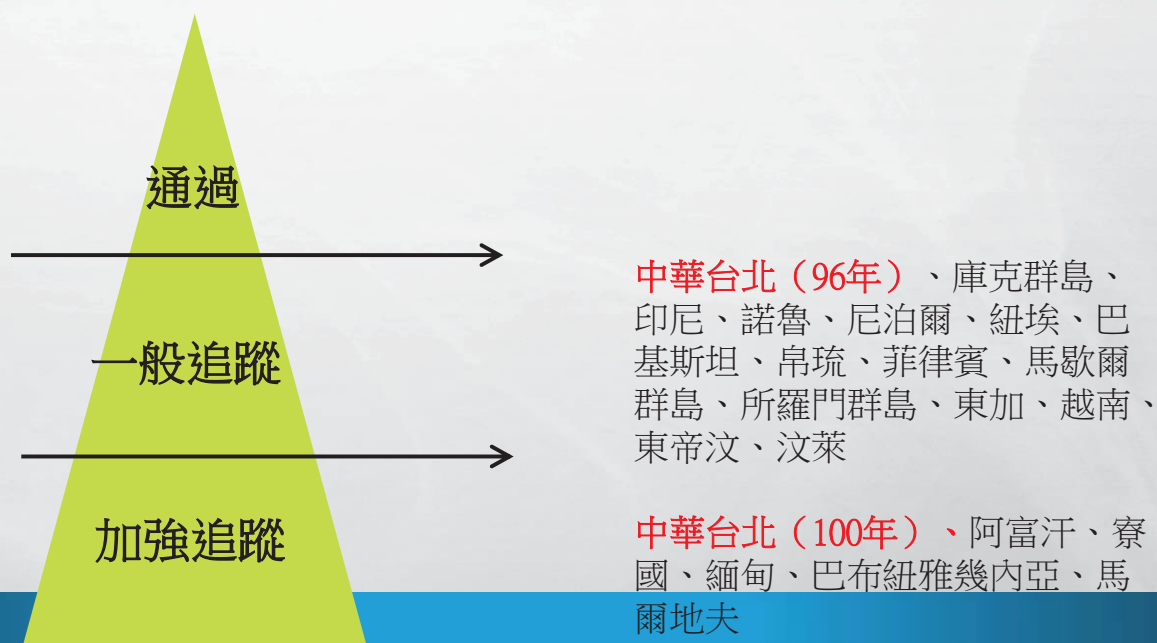 通過
一般追蹤
加強追蹤
中華台北（96年）、庫克群島、
印尼、諾魯、尼泊爾、紐埃、巴
基斯坦、帛琉、菲律賓、馬歇爾
群島、所羅門群島、東加、越南、
東帝汶、汶萊
中華台北（100年）、阿富汗、寮
國、緬甸、巴布紐雅幾內亞、馬
爾地夫